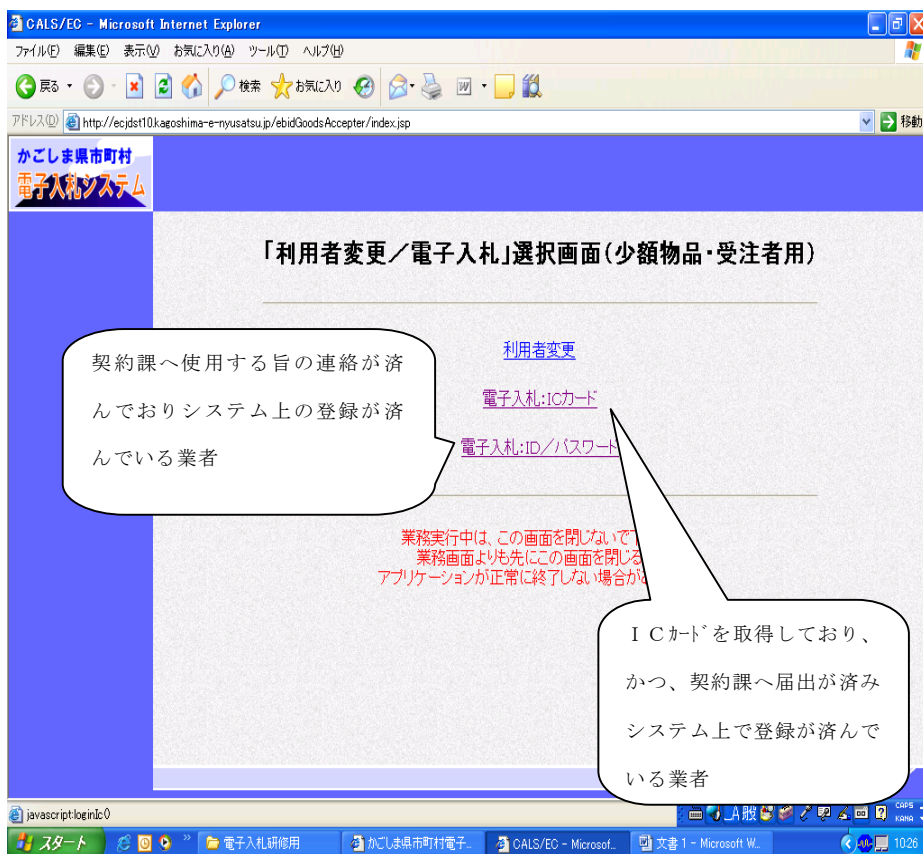 CALS/EC - Microsoft Internet Explorer
ファイル(F) 編集(E) 表示(V) お気に入り(A) ツール(T) ヘルプ(H)
戻る 検索 お気に入り
アドレス(D) http://ecjdst10.kagoshima-e-nyusatsu.jp/ebidGoodsAccepter/index.jsp 移動
かごしま県市町村
電子入札システム
「利用者変更／電子入札」選択画面(少額物品・受注者用)
利用者変更
電子入札:ICカード
電子入札:ID／パスワード
契約課へ使用する旨の連絡が済
んでおりシステム上の登録が済
んでいる業者
業務実行中は、この画面を閉じないで
業務画面よりも先にこの画面を閉じる
アプリケーションが正常に終了しない場合が
ＩＣｶｰﾄﾞを取得しており、
かつ、契約課へ届出が済み
システム上で登録が済んで
いる業者
javascript:loginIc()
A 般 CAPS
KANA
スタート 電子入札研修用 かごしま県市町村電子... CALS/EC - Microsof... 文書 1 - Microsoft W... 10:26